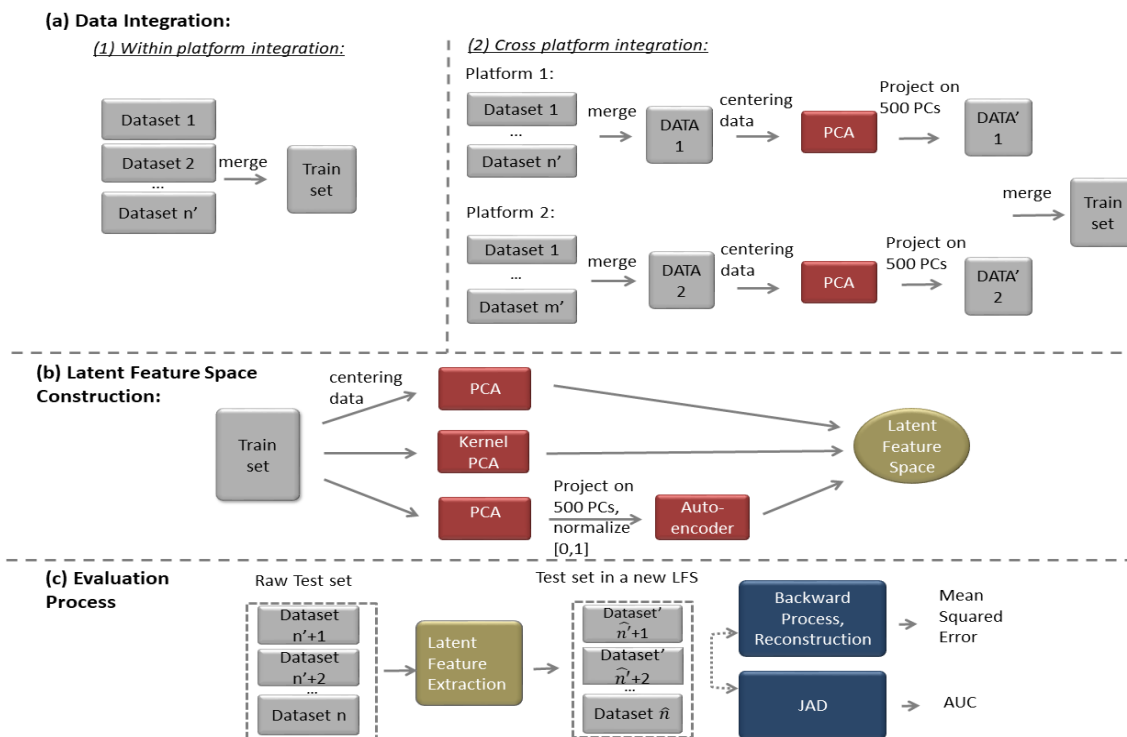 (a) Data Integration:
(1) Within platform integration:
Dataset 1
Dataset 2
...
Dataset n’
merge
Train
set
(2) Cross platform integration:
Platform 1:
Dataset 1
...
Dataset n’
merge
DATA
1
centering
data
PCA
Project on
500 PCs
DATA’
1
Platform 2:
Dataset 1
...
Dataset m’
merge
DATA
2
centering
data
PCA
Project on
500 PCs
DATA’
2
merge
Train
set
(b) Latent Feature Space
Construction:
Train
set
centering
data
PCA
Kernel
PCA
PCA
Project on
500 PCs,
normalize
[0,1]
Auto-
encoder
Latent
Feature
Space
(c) Evaluation
Process
Raw Test set
Dataset
n’+1
Dataset
n’+2
...
Dataset n
Latent
Feature
Extraction
Test set in a new LFS
Dataset’
n̂’+1
Dataset’
n̂’+2
...
Dataset n̂
Backward
Process,
Reconstruction
Mean
Squared
Error
JAD
AUC